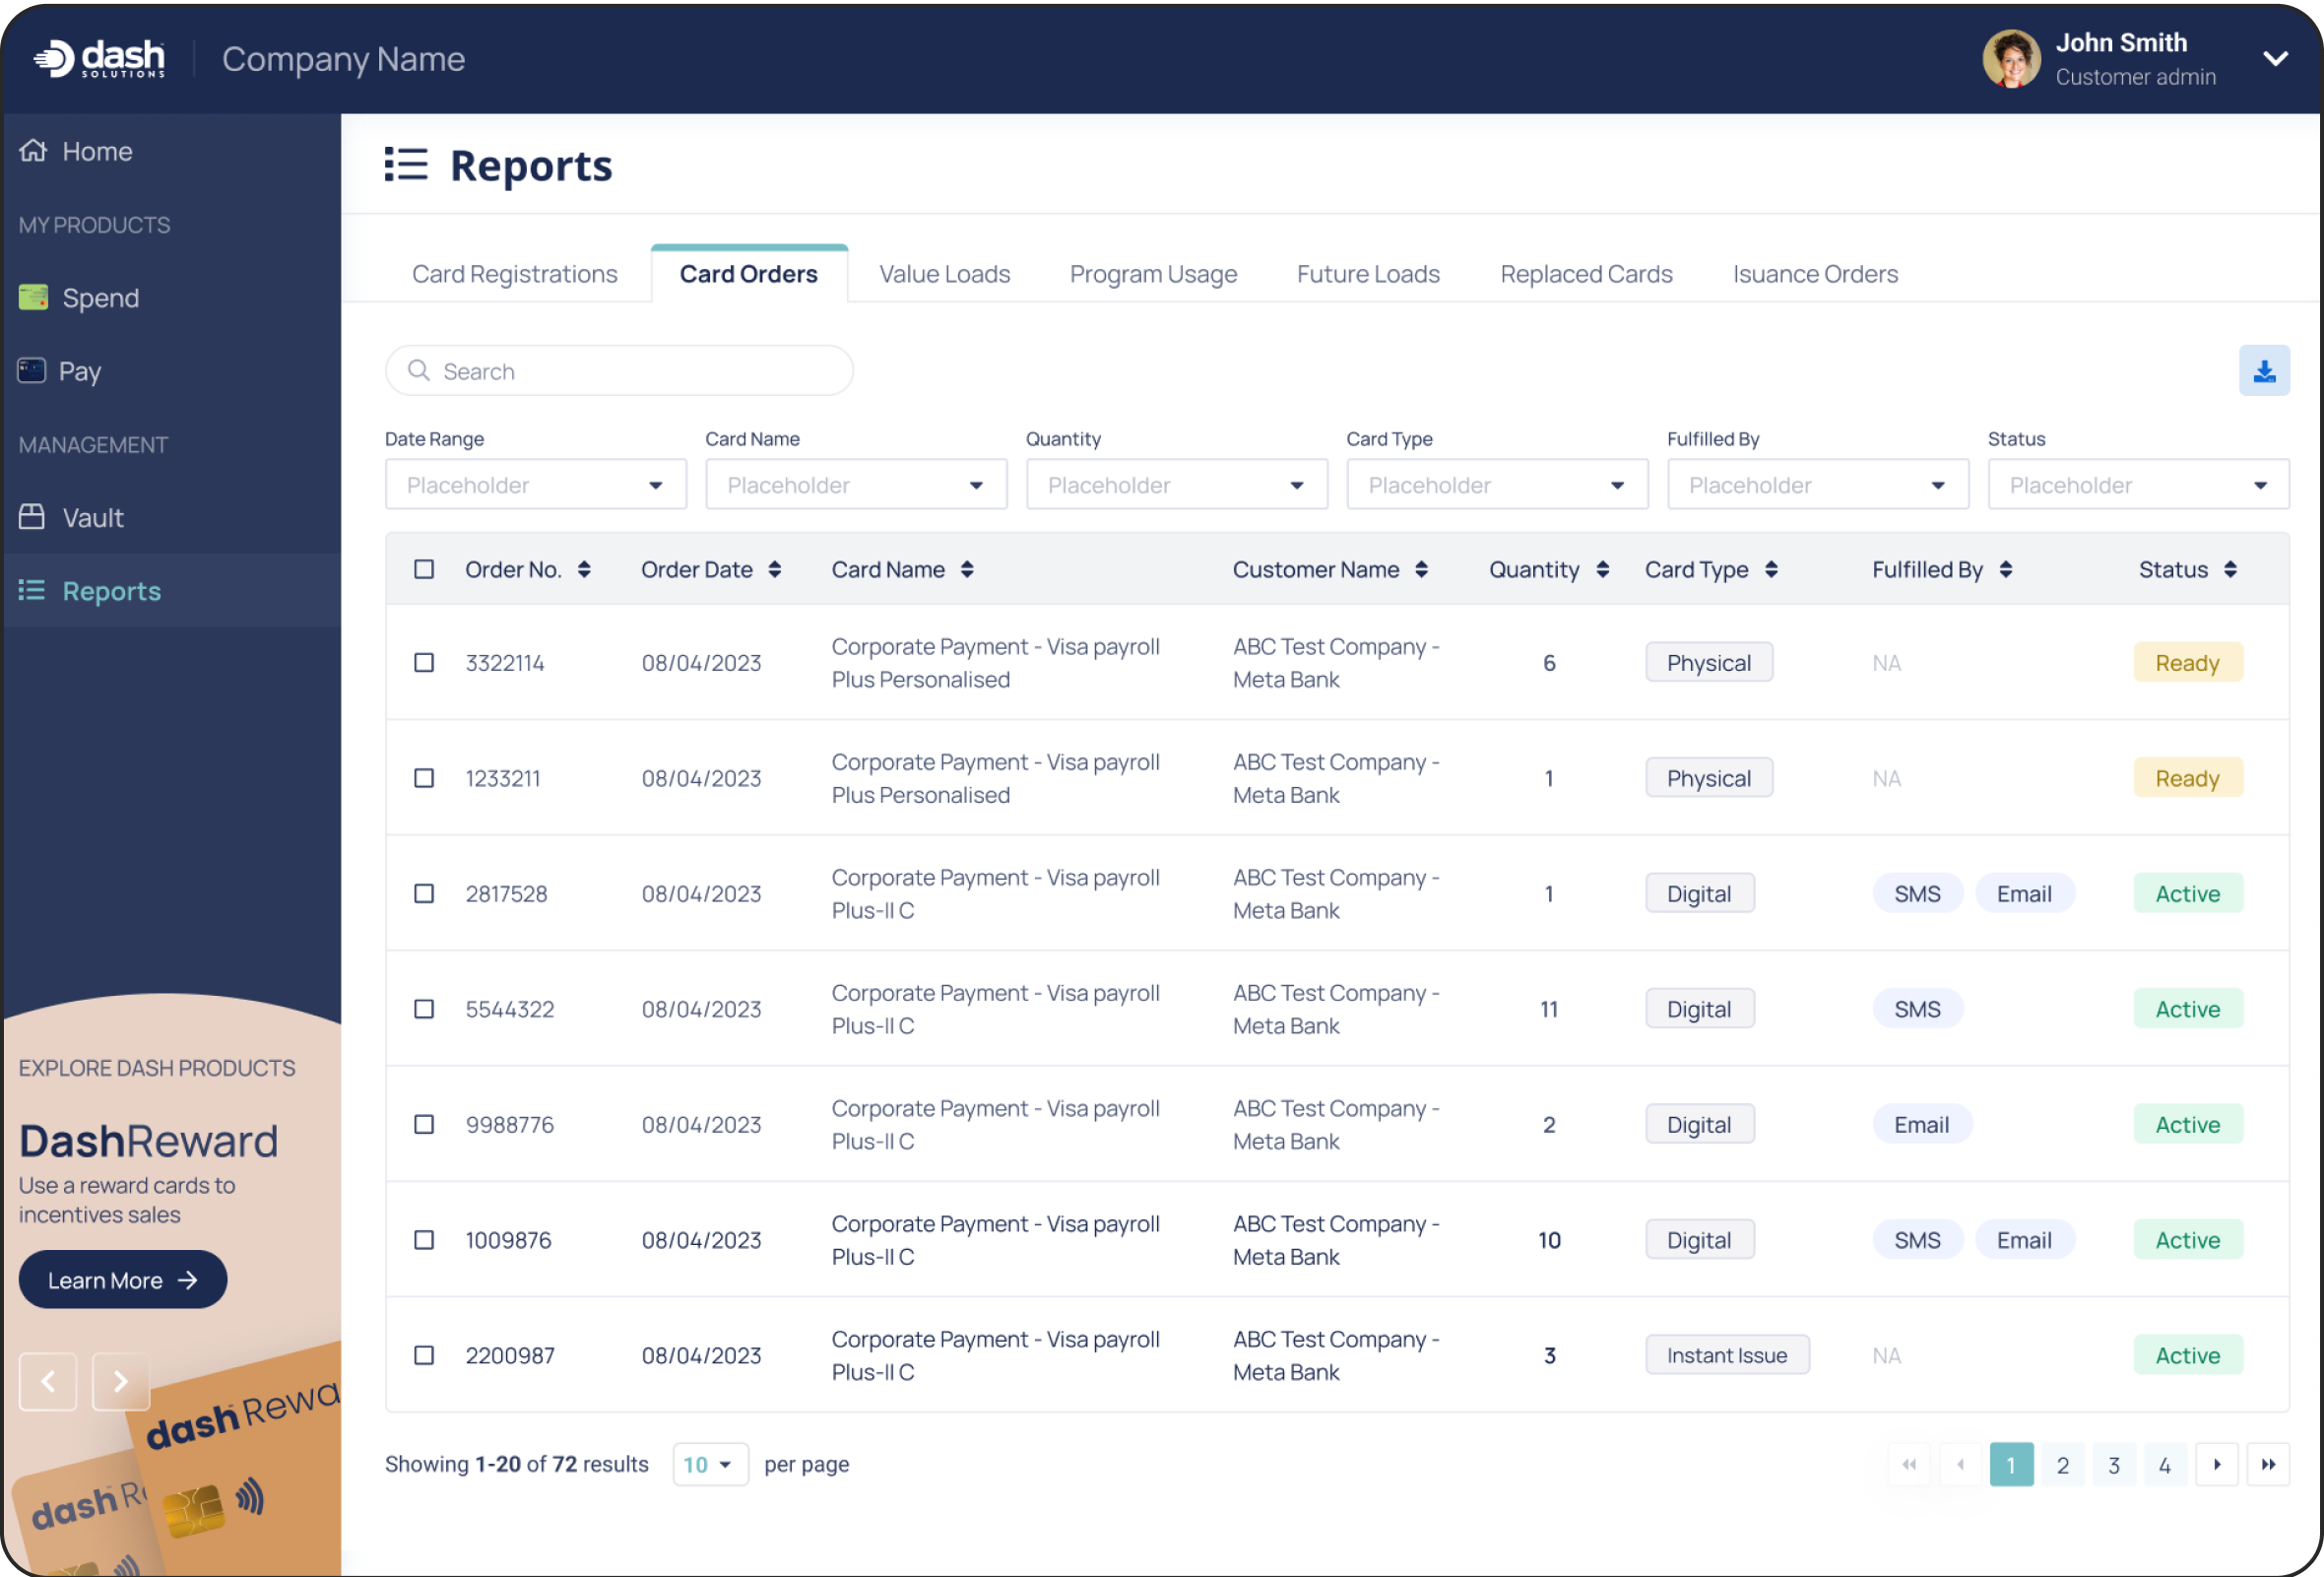 dash
SOLUTIONS
Company Name
John Smith
Customer admin
Home
MY PRODUCTS
Spend
Pay
MANAGEMENT
Vault
Reports
EXPLORE DASH PRODUCTS
DashReward
Use a reward cards to
incentives sales
Learn More
dash Rewa
dash R
Reports
Card Registrations Card Orders Value Loads Program Usage Future Loads Replaced Cards Issuance Orders
Search
Date Range Card Name Quantity Card Type Fulfilled By Status
Placeholder Placeholder Placeholder Placeholder Placeholder Placeholder
Order No. Order Date Card Name Customer Name Quantity Card Type Fulfilled By Status
3322114 08/04/2023 Corporate Payment - Visa payroll ABC Test Company - 6 Physical NA Ready
Plus Personalised Meta Bank
1233211 08/04/2023 Corporate Payment - Visa payroll ABC Test Company - 1 Physical NA Ready
Plus Personalised Meta Bank
2817528 08/04/2023 Corporate Payment - Visa payroll ABC Test Company - 1 Digital SMS Email Active
Plus-II C Meta Bank
5544322 08/04/2023 Corporate Payment - Visa payroll ABC Test Company - 11 Digital SMS Active
Plus-II C Meta Bank
9988776 08/04/2023 Corporate Payment - Visa payroll ABC Test Company - 2 Digital Email Active
Plus-II C Meta Bank
1009876 08/04/2023 Corporate Payment - Visa payroll ABC Test Company - 10 Digital SMS Email Active
Plus-II C Meta Bank
2200987 08/04/2023 Corporate Payment - Visa payroll ABC Test Company - 3 Instant Issue NA Active
Plus-II C Meta Bank
Showing 1-20 of 72 results 10 per page 1 2 3 4